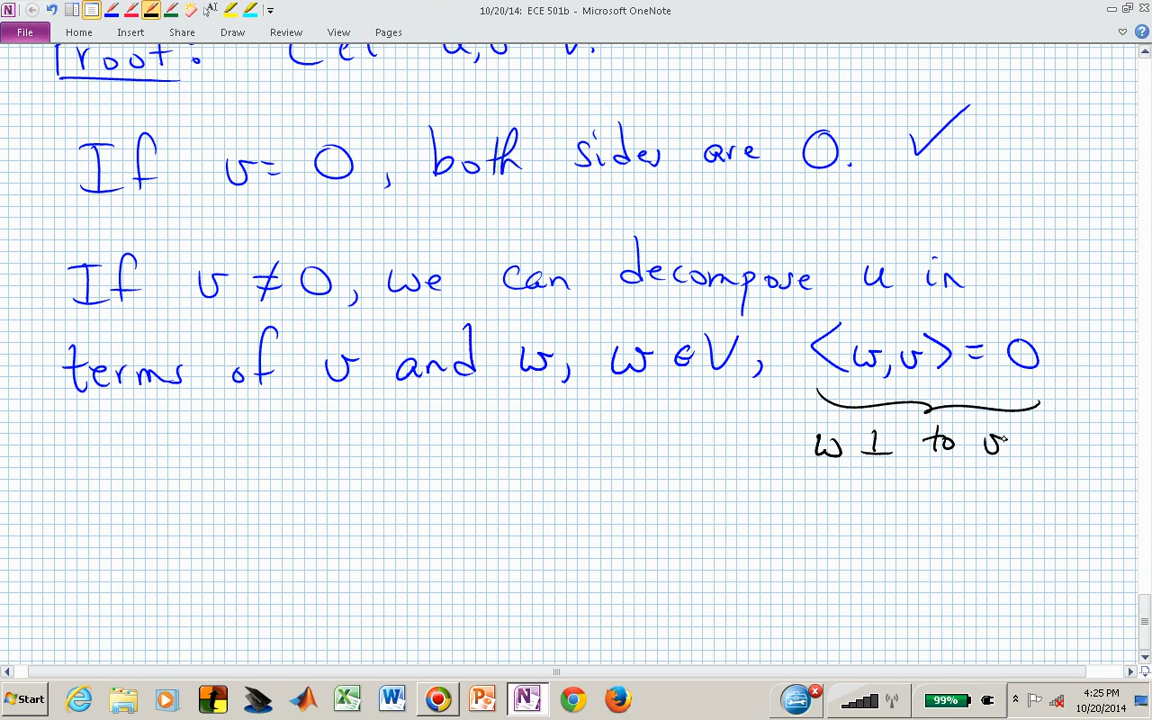 10/20/14: ECE 501b - Microsoft OneNote
File Home Insert Share Draw Review View Pages
Proof: Let u,v V.
If v = 0, both sides are 0. ✓
If v ≠ 0, we can decompose u in
terms of v and w, w ∈ V, <w,v> = 0
w ⊥ to v
Start
99%
4:25 PM
10/20/2014